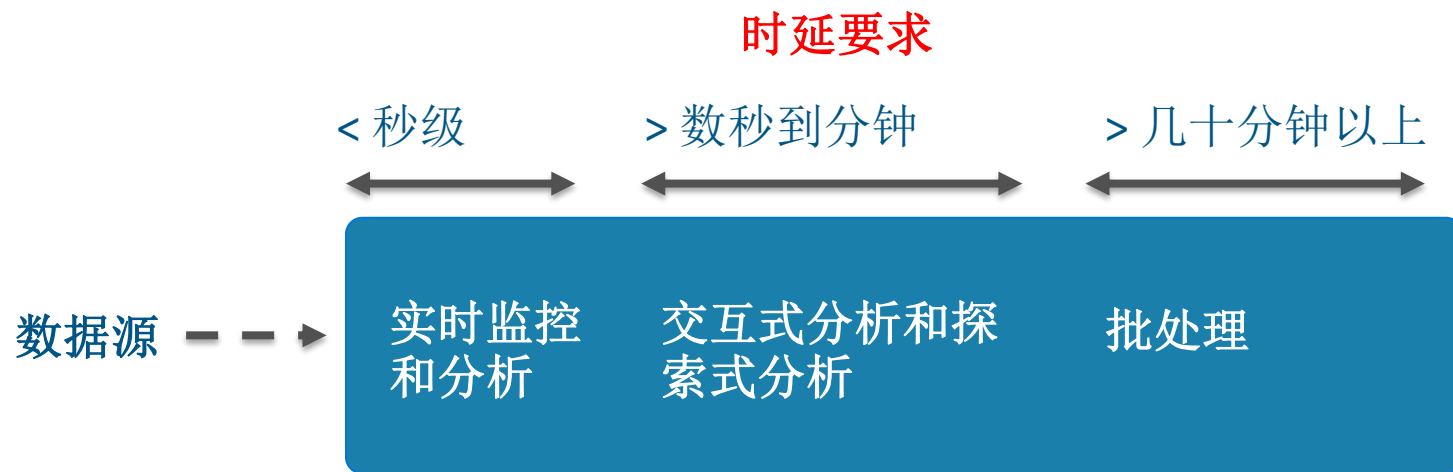 时延要求
< 秒级
> 数秒到分钟
> 几十分钟以上
数据源
实时监控
和分析
交互式分析和探
索式分析
批处理